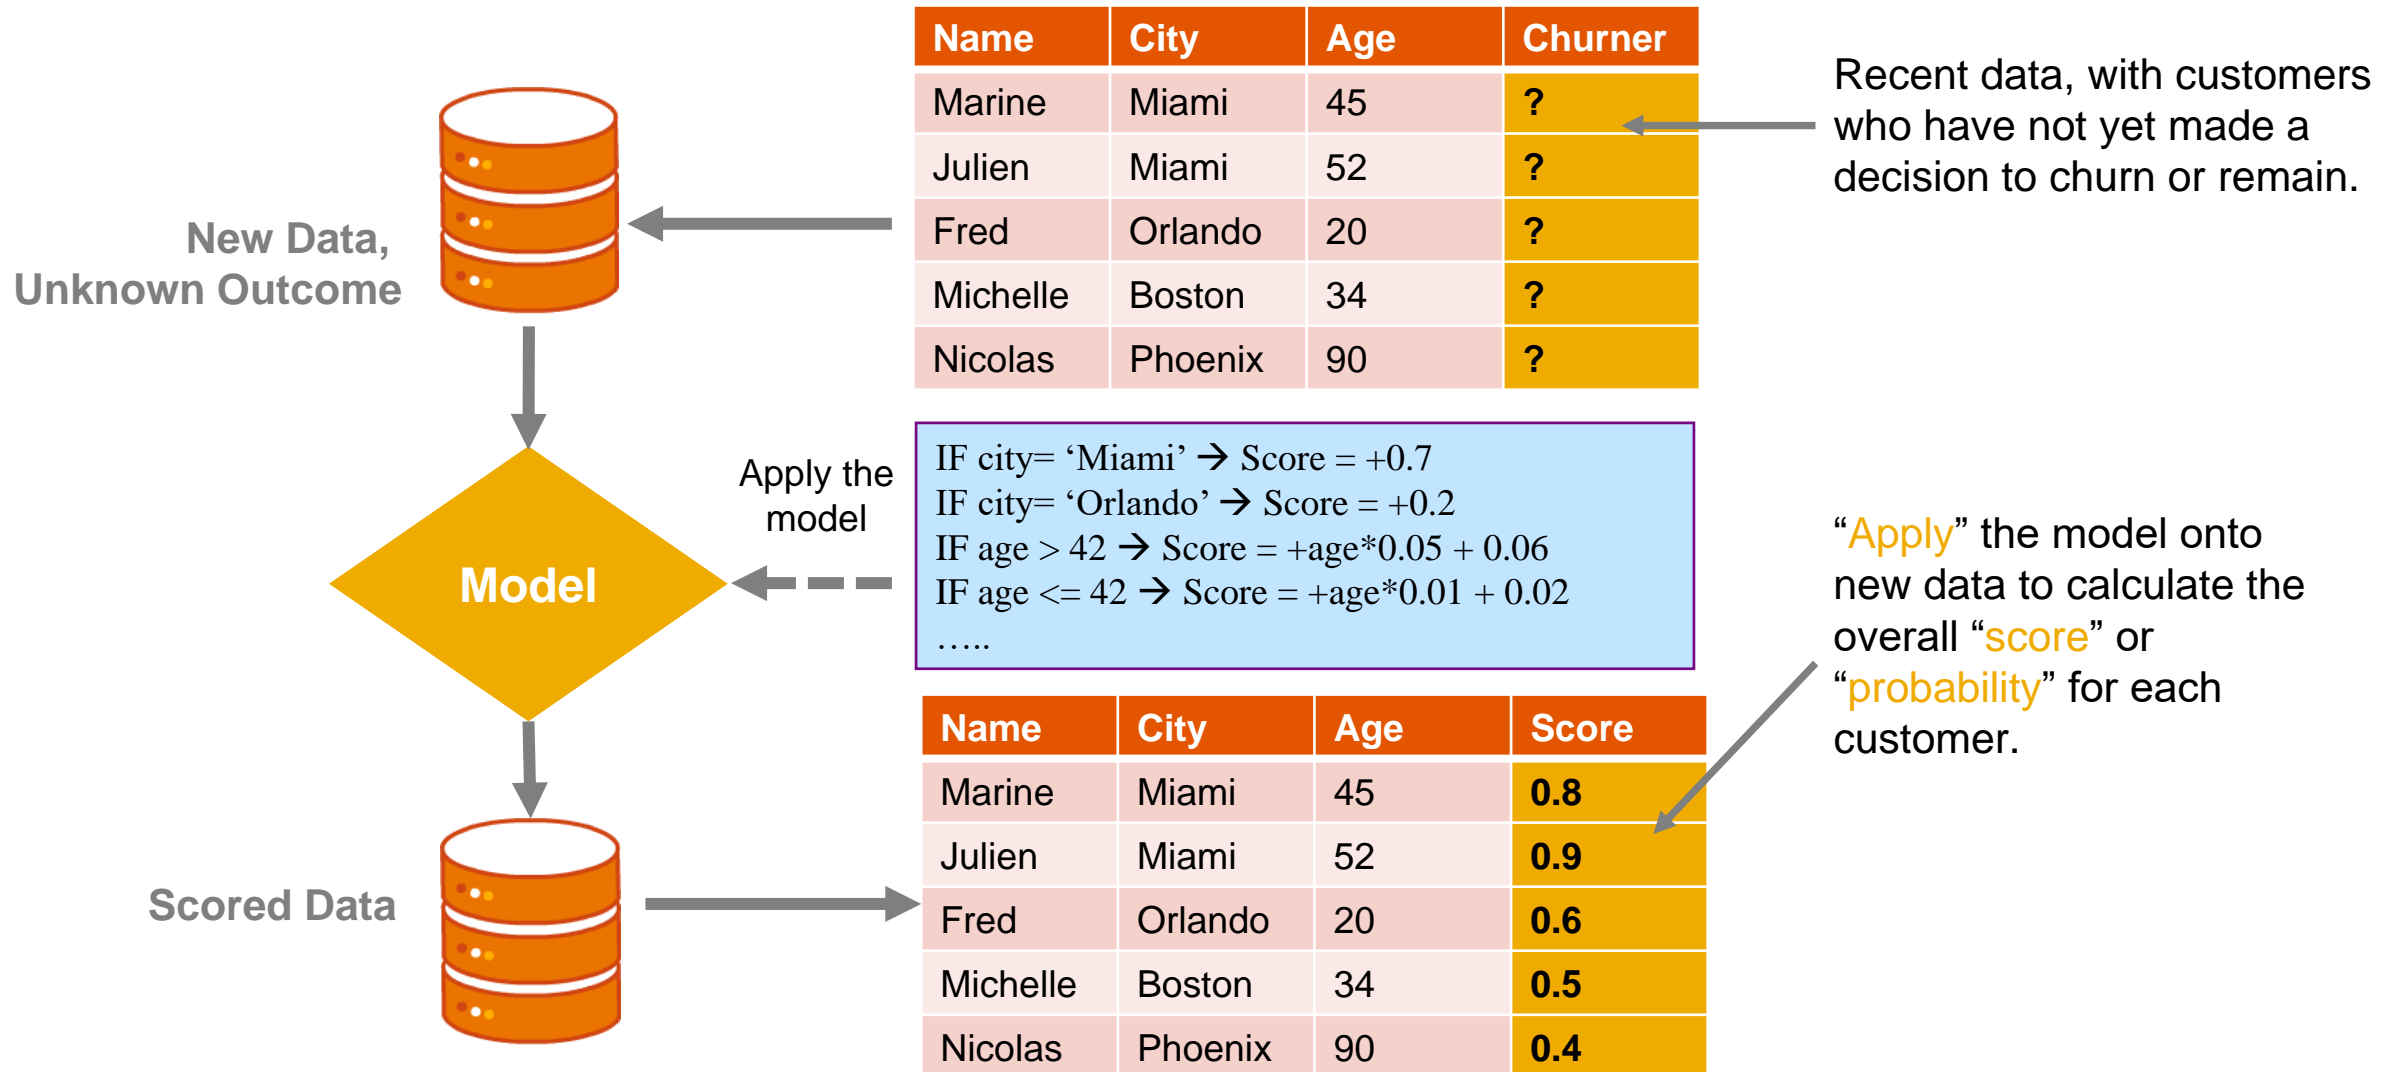 Name City Age Churner
Marine Miami 45 ?
Julien Miami 52 ?
Fred Orlando 20 ?
Michelle Boston 34 ?
Nicolas Phoenix 90 ?
Recent data, with customers
who have not yet made a
decision to churn or remain.
New Data,
Unknown Outcome
Model
Apply the
model
IF city= ‘Miami’ → Score = +0.7
IF city= ‘Orlando’ → Score = +0.2
IF age > 42 → Score = +age*0.05 + 0.06
IF age <= 42 → Score = +age*0.01 + 0.02
…..
“Apply” the model onto
new data to calculate the
overall “score” or
“probability” for each
customer.
Scored Data
Name City Age Score
Marine Miami 45 0.8
Julien Miami 52 0.9
Fred Orlando 20 0.6
Michelle Boston 34 0.5
Nicolas Phoenix 90 0.4